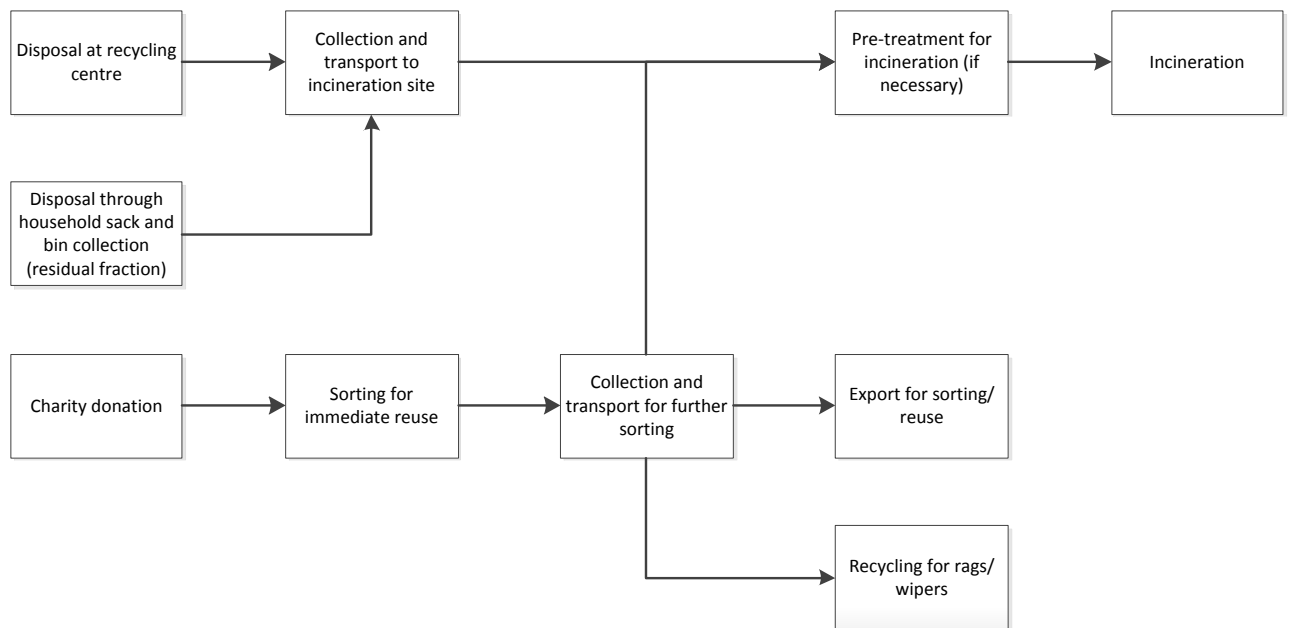 Disposal at recycling
centre
Collection and
transport to
incineration site
Pre-treatment for
incineration (if
necessary)
Incineration
Disposal through
household sack and
bin collection
(residual fraction)
Charity donation
Sorting for
immediate reuse
Collection and
transport for further
sorting
Export for sorting/
reuse
Recycling for rags/
wipers